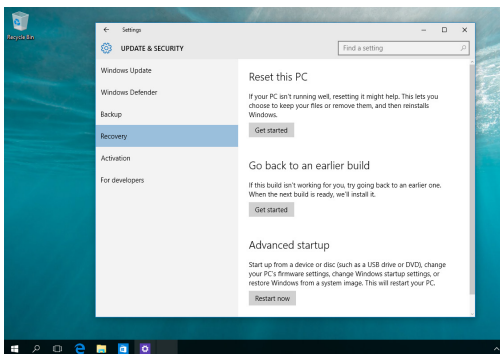 Recycle Bin
Settings
UPDATE & SECURITY
Find a setting
Windows Update
Windows Defender
Backup
Recovery
Activation
For developers
Reset this PC
If your PC isn't running well, resetting it might help. This lets you
choose to keep your files or remove them, and then reinstalls
Windows.
Get started
Go back to an earlier build
If this build isn't working for you, try going back to an earlier one.
When the next build is ready, we'll install it.
Get started
Advanced startup
Start up from a device or disc (such as a USB drive or DVD), change
your PC's firmware settings, change Windows startup settings, or
restore Windows from a system image. This will restart your PC.
Restart now